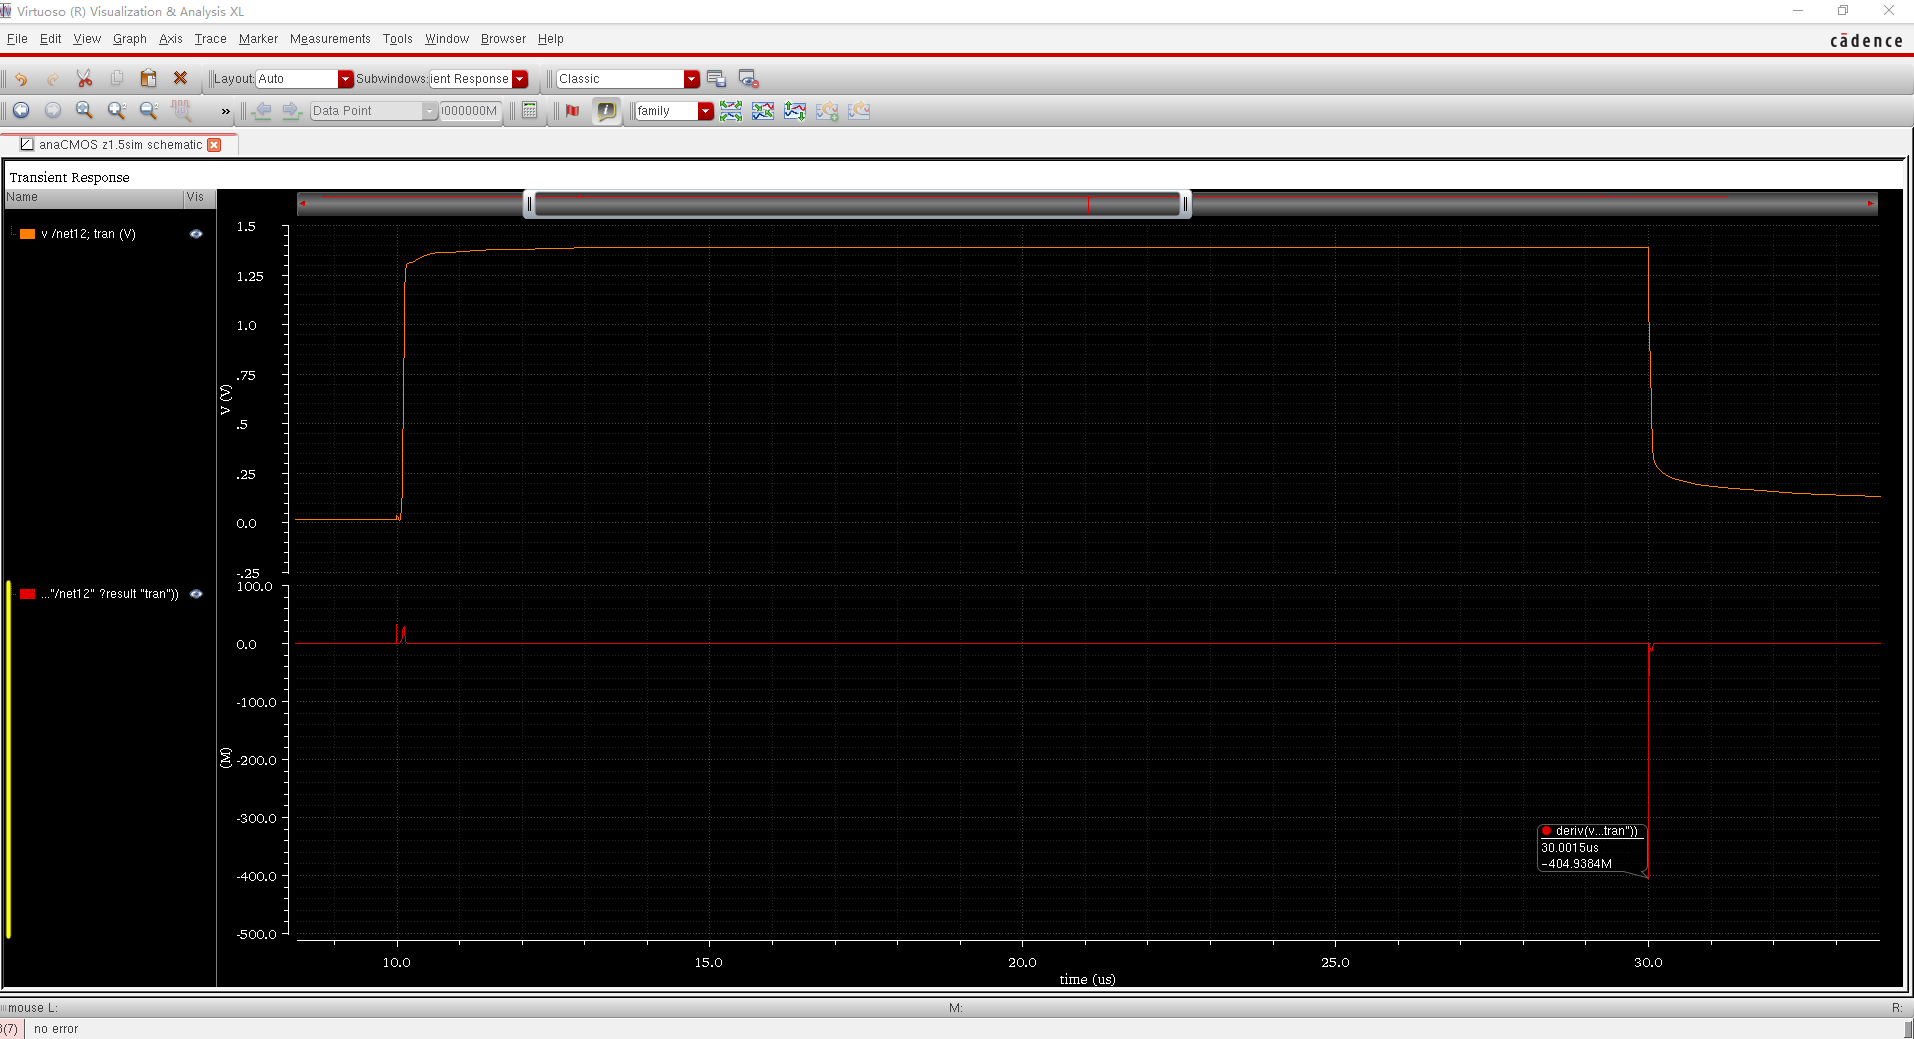 Virtuoso (R) Visualization & Analysis XL
File Edit View Graph Axis Trace Marker Measurements Tools Window Browser Help
cādence
Layout: Auto Subwindows: ient Response Classic
» Data Point 000000M family
anaCMOS z1.5sim schematic
Transient Response
Name Vis
v /net12; tran (V)
1.5
1.25
1.0
.75
.5
.25
0.0
-.25
V (V)
..."/net12" ?result "tran"))
100.0
0.0
-100.0
-200.0
-300.0
-400.0
-500.0
(M)
deriv(v...tran"))
30.0015us
-404.9384M
10.0 15.0 20.0 25.0 30.0
time (us)
mouse L: M: R:
(7) no error